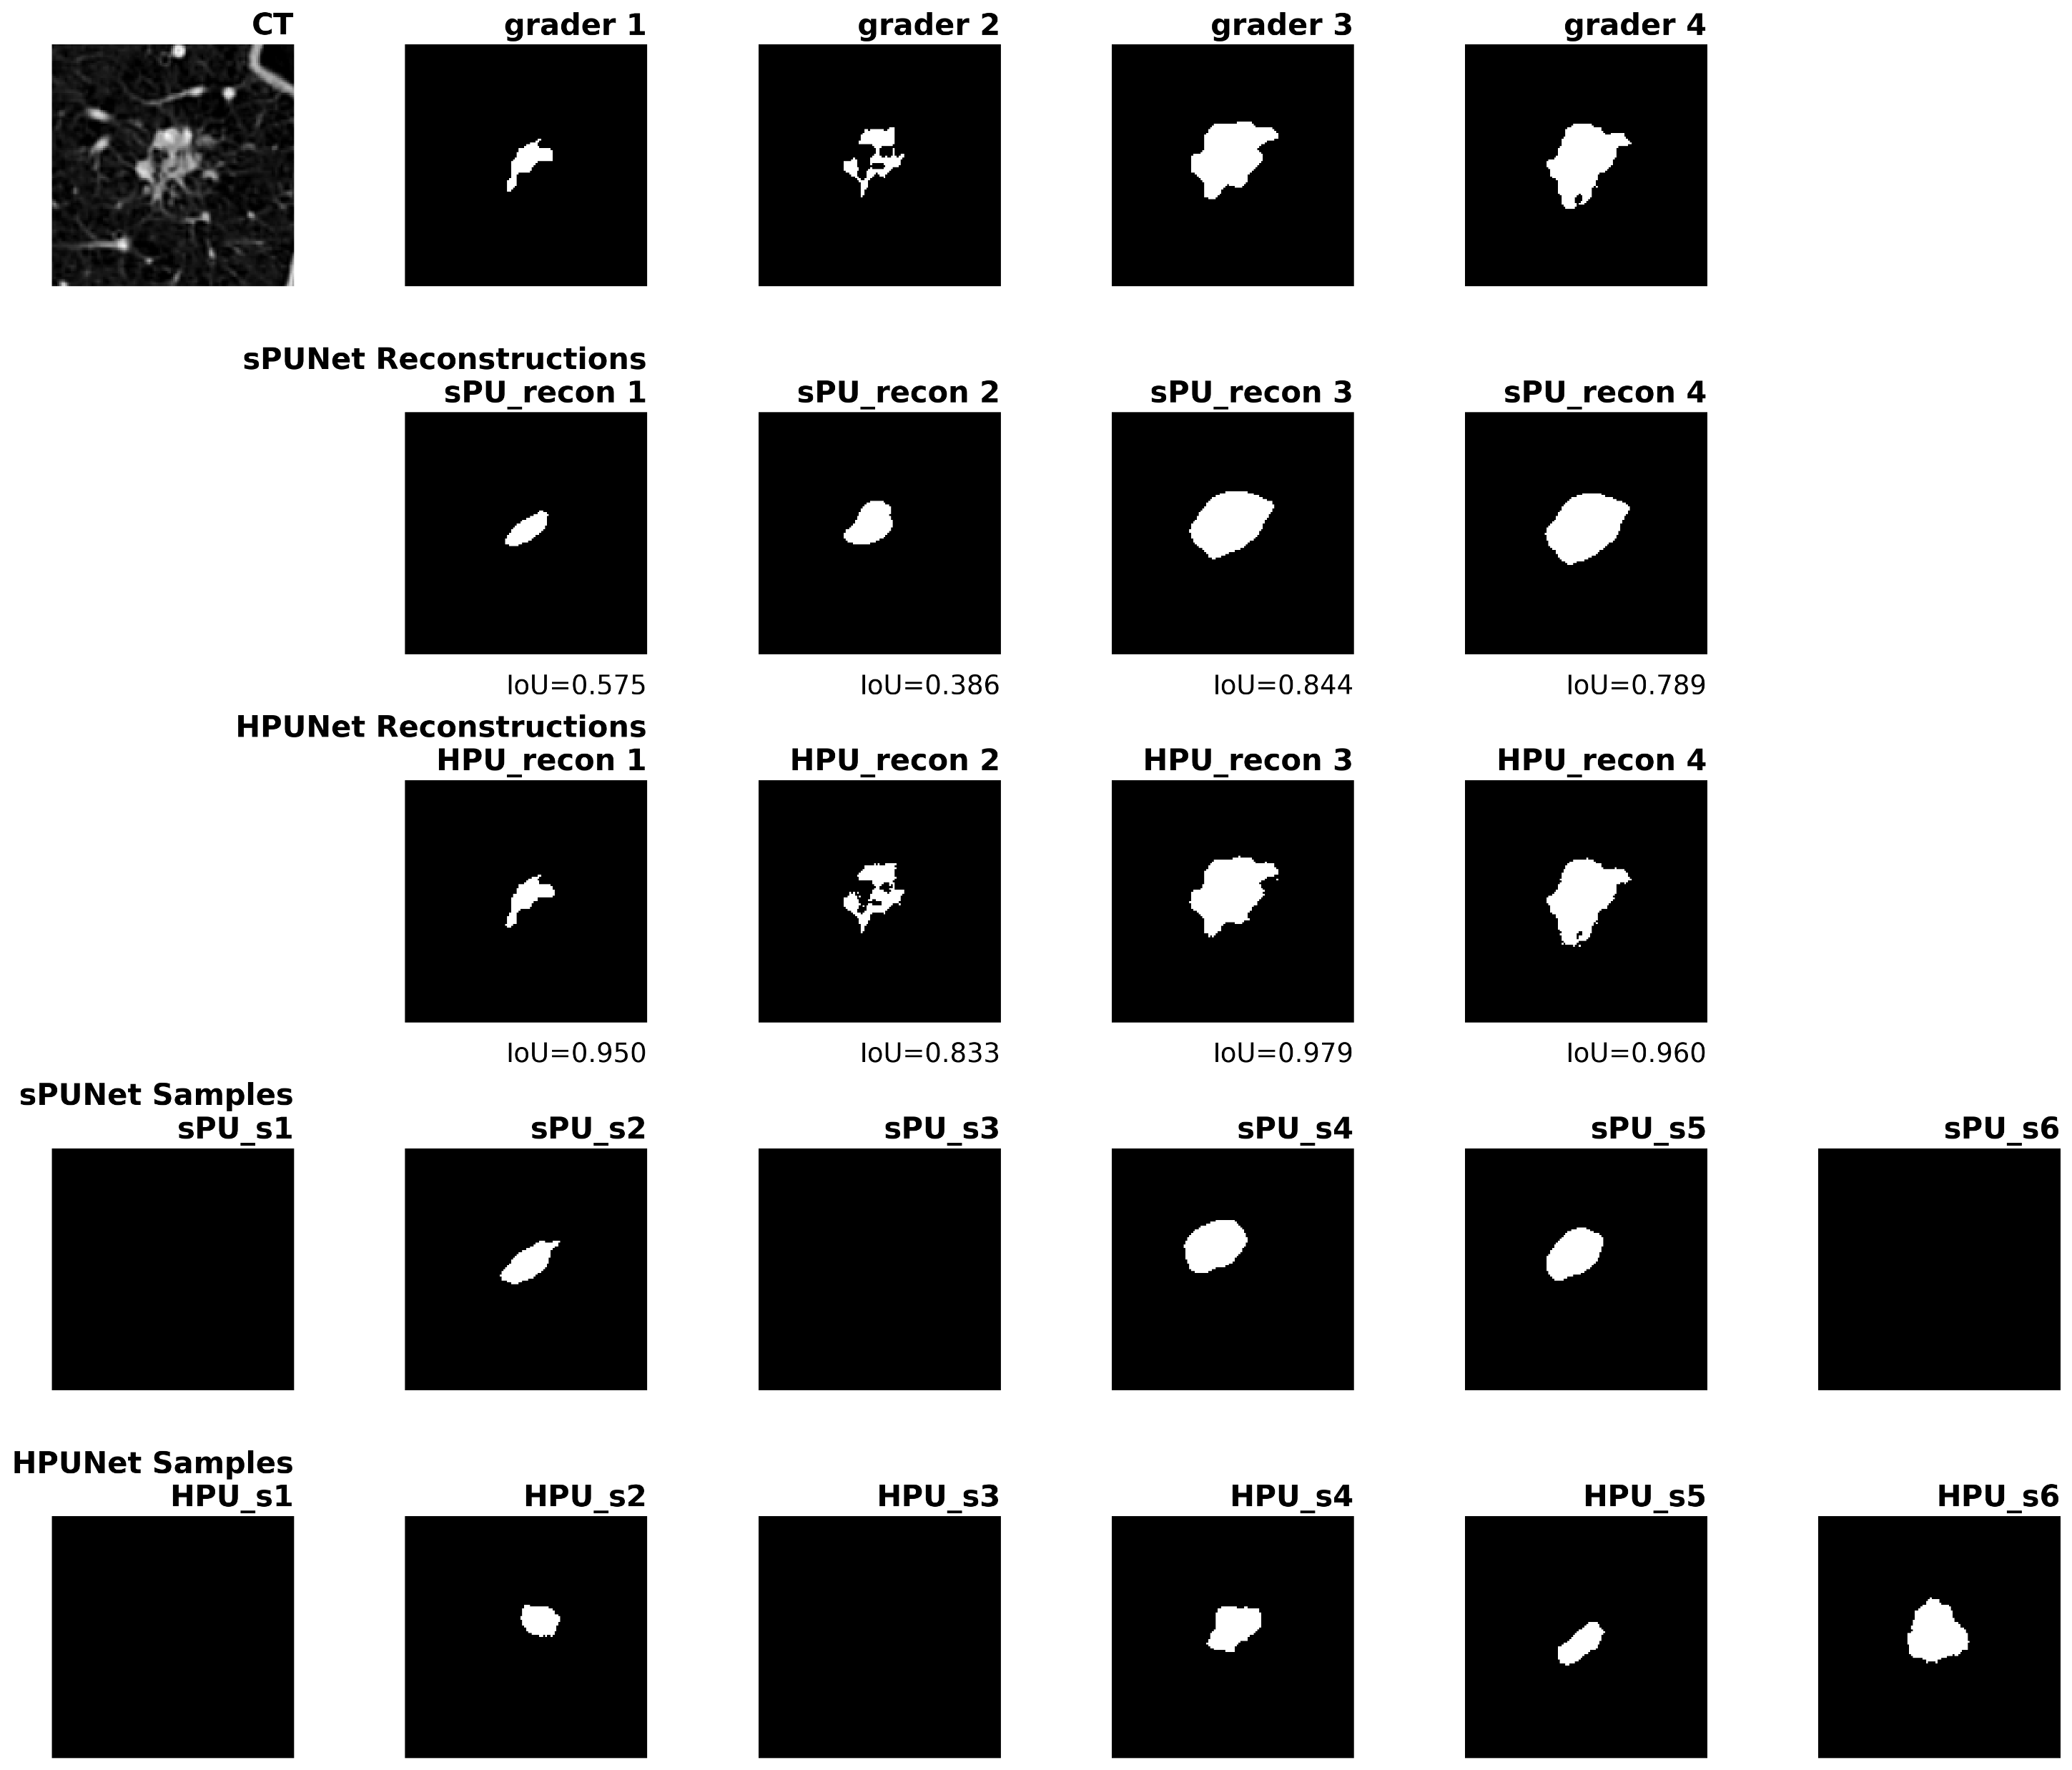 CT
grader 1
grader 2
grader 3
grader 4
sPUNet Reconstructions
sPU_recon 1
sPU_recon 2
sPU_recon 3
sPU_recon 4
IoU=0.575
IoU=0.386
IoU=0.844
IoU=0.789
HPUNet Reconstructions
HPU_recon 1
HPU_recon 2
HPU_recon 3
HPU_recon 4
IoU=0.950
IoU=0.833
IoU=0.979
IoU=0.960
sPUNet Samples
sPU_s1
sPU_s2
sPU_s3
sPU_s4
sPU_s5
sPU_s6
HPUNet Samples
HPU_s1
HPU_s2
HPU_s3
HPU_s4
HPU_s5
HPU_s6